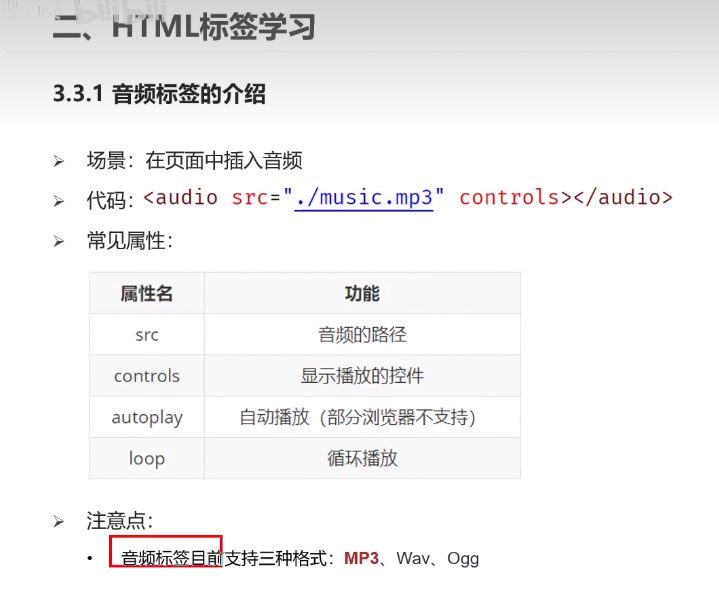 bilibili
二、HTML标签学习
3.3.1 音频标签的介绍
场景：在页面中插入音频
代码：<audio src="./music.mp3" controls></audio>
常见属性：
属性名 功能
src 音频的路径
controls 显示播放的控件
autoplay 自动播放（部分浏览器不支持）
loop 循环播放
注意点：
音频标签目前支持三种格式：MP3、Wav、Ogg